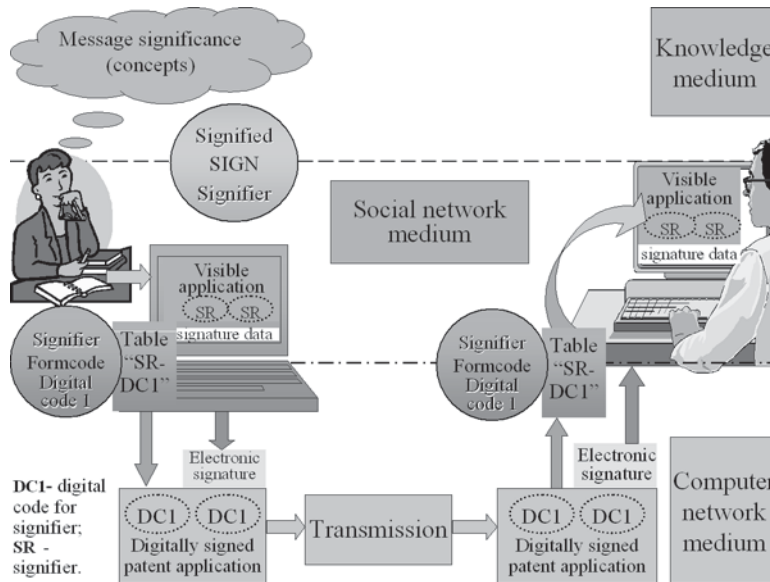 Message significance
(concepts)
Knowledge
medium
Signified
SIGN
Signifier
Social network
medium
Visible
application
SR SR
signature data
Visible
application
SR SR
signature data
Signifier
Formcode
Digital
code 1
Table
“SR-
DC1”
Signifier
Formcode
Digital
code 1
Table
“SR-
DC1”
Electronic
signature
Electronic
signature
DC1- digital
code for
signifier;
SR -
signifier.
DC1 DC1
Digitally signed
patent application
Transmission
DC1 DC1
Digitally signed
patent application
Computer
network
medium